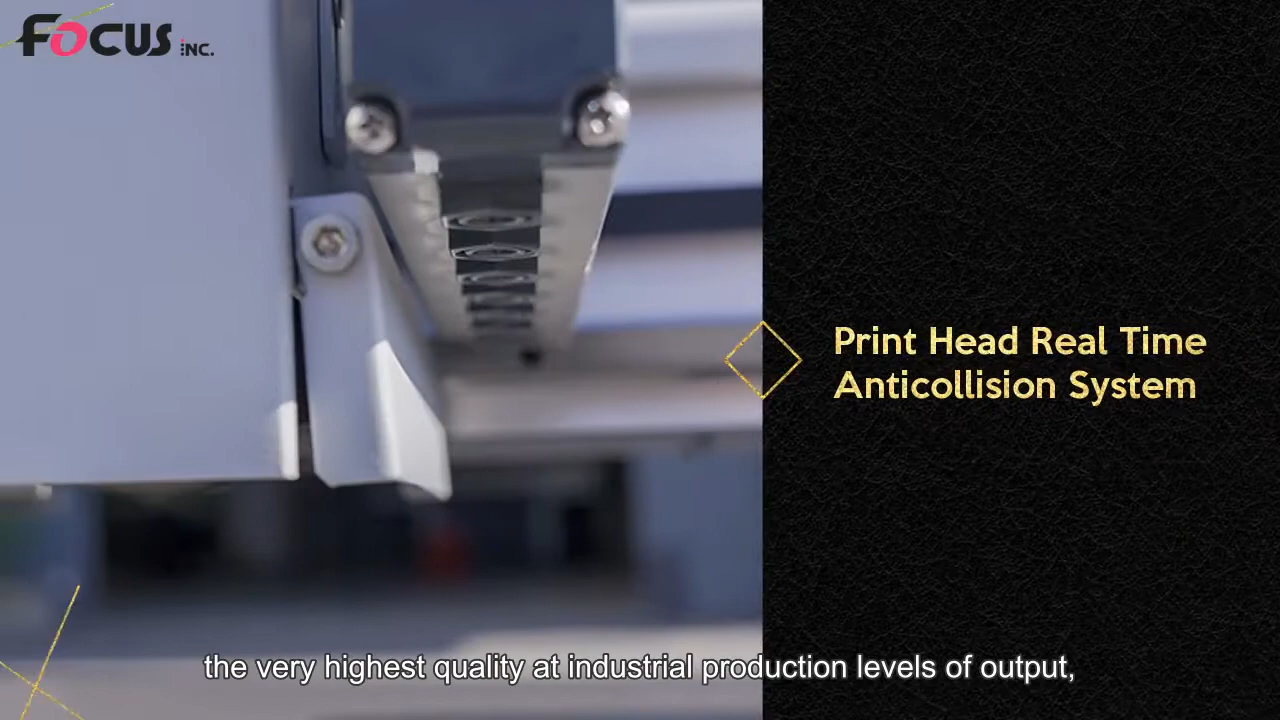 FOCUS INC.
Print Head Real Time
Anticollision System
the very highest quality at industrial production levels of output,